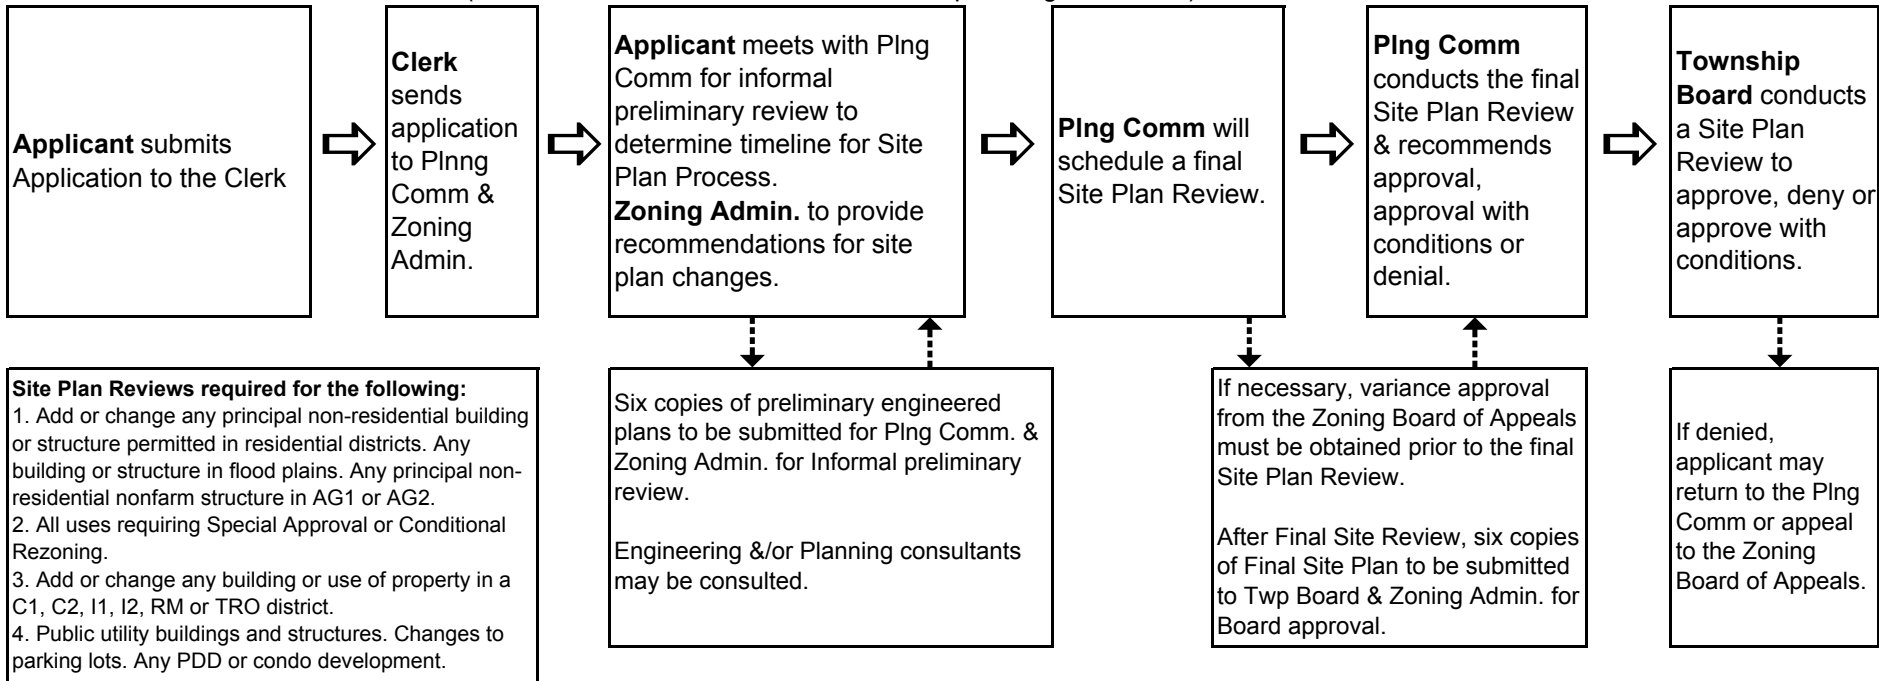 Applicant submits
Application to the Clerk
Clerk
sends
application
to Plnng
Comm &
Zoning
Admin.
Applicant meets with Plng
Comm for informal
preliminary review to
determine timeline for Site
Plan Process.
Zoning Admin. to provide
recommendations for site
plan changes.
Plng Comm will
schedule a final
Site Plan Review.
Plng Comm
conducts the final
Site Plan Review
& recommends
approval,
approval with
conditions or
denial.
Township
Board conducts
a Site Plan
Review to
approve, deny or
approve with
conditions.
Site Plan Reviews required for the following:
1. Add or change any principal non-residential building
or structure permitted in residential districts. Any
building or structure in flood plains. Any principal non-
residential nonfarm structure in AG1 or AG2.
2. All uses requiring Special Approval or Conditional
Rezoning.
3. Add or change any building or use of property in a
C1, C2, I1, I2, RM or TRO district.
4. Public utility buildings and structures. Changes to
parking lots. Any PDD or condo development.
Six copies of preliminary engineered
plans to be submitted for Plng Comm. &
Zoning Admin. for Informal preliminary
review.
Engineering &/or Planning consultants
may be consulted.
If necessary, variance approval
from the Zoning Board of Appeals
must be obtained prior to the final
Site Plan Review.
After Final Site Review, six copies
of Final Site Plan to be submitted
to Twp Board & Zoning Admin. for
Board approval.
If denied,
applicant may
return to the Plng
Comm or appeal
to the Zoning
Board of Appeals.